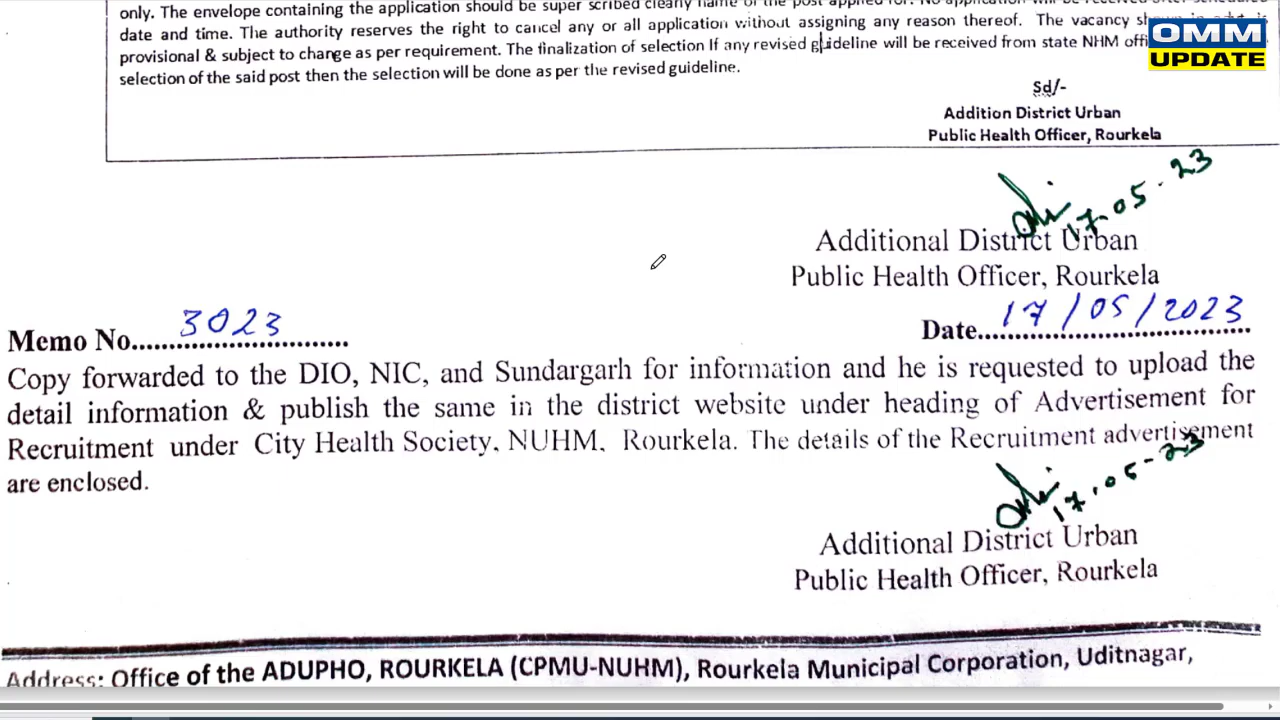 only. The envelope containing the application should be super scribed clearly name of the post applied for. No application will be received after scheduled
date and time. The authority reserves the right to cancel any or all application without assigning any reason thereof. The vacancy shown in advt. is
provisional & subject to change as per requirement. The finalization of selection If any revised guideline will be received from state NHM
selection of the said post then the selection will be done as per the revised guideline.
OMM
UPDATE
Sd/-
Addition District Urban
Public Health Officer, Rourkela
17.05.23
Additional District Urban
Public Health Officer, Rourkela
Memo No.....3023.....
Date....17/05/2023....
Copy forwarded to the DIO, NIC, and Sundargarh for information and he is requested to upload the
detail information & publish the same in the district website under heading of Advertisement for
Recruitment under City Health Society, NUHM, Rourkela. The details of the Recruitment advertisement
are enclosed.
17.05-23
Additional District Urban
Public Health Officer, Rourkela
Address: Office of the ADUPHO, ROURKELA (CPMU-NUHM), Rourkela Municipal Corporation, Uditnagar,